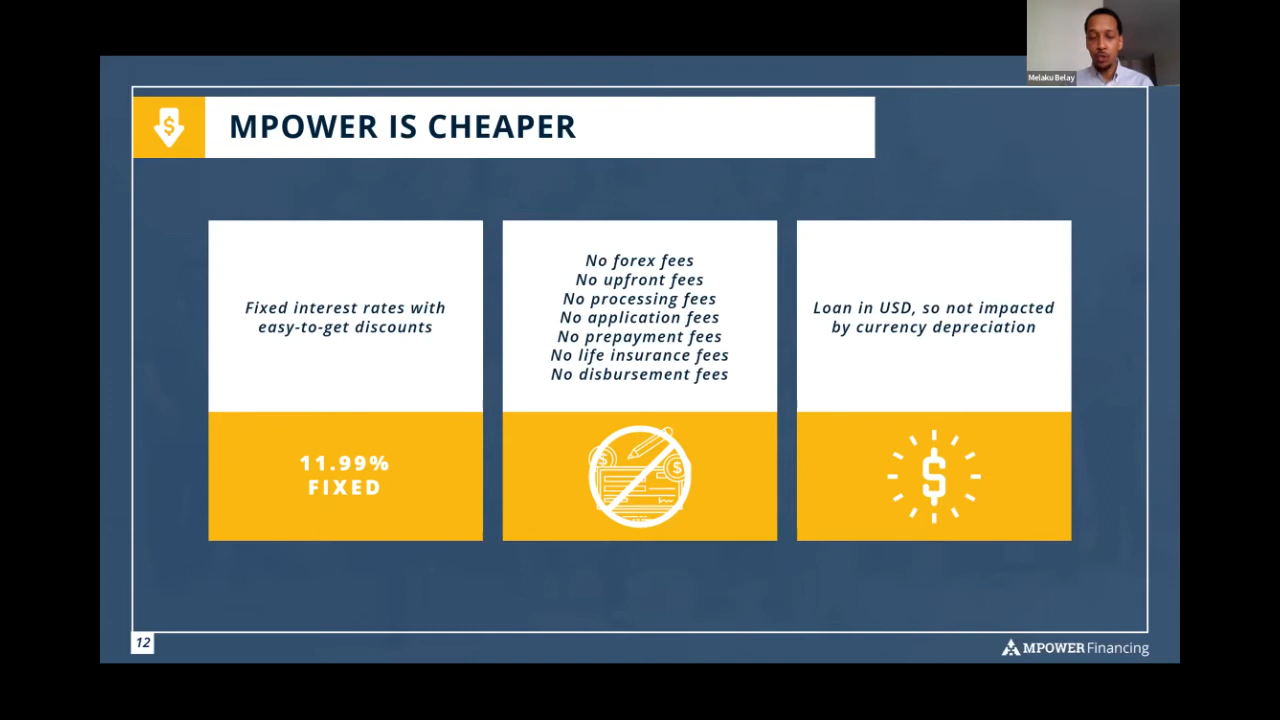 Melaku Belay
$
MPOWER IS CHEAPER
Fixed interest rates with
easy-to-get discounts
11.99%
FIXED
No forex fees
No upfront fees
No processing fees
No application fees
No prepayment fees
No life insurance fees
No disbursement fees
$ $
Loan in USD, so not impacted
by currency depreciation
$
12
MPOWER Financing